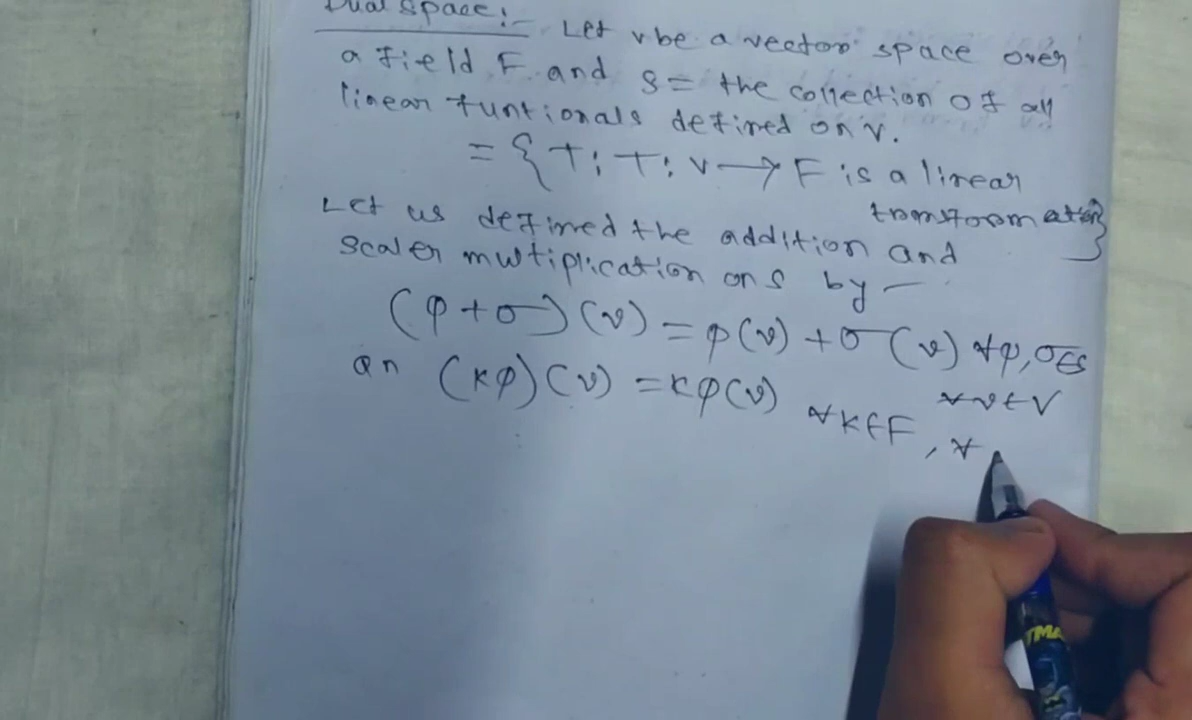 Dual space:-
Let v be a vector space over
a field F and S = the collection of all
linear funtionals defined on v.
= { T : T : V → F is a linear
transformation }
Let us defined the addition and
scaler multiplication on S by —
(φ + σ) (v) = φ(v) + σ(v) ∀ φ, σ ∈ S
∀ v ∈ V
an (kφ) (v) = kφ(v) ∀ k ∈ F, ∀